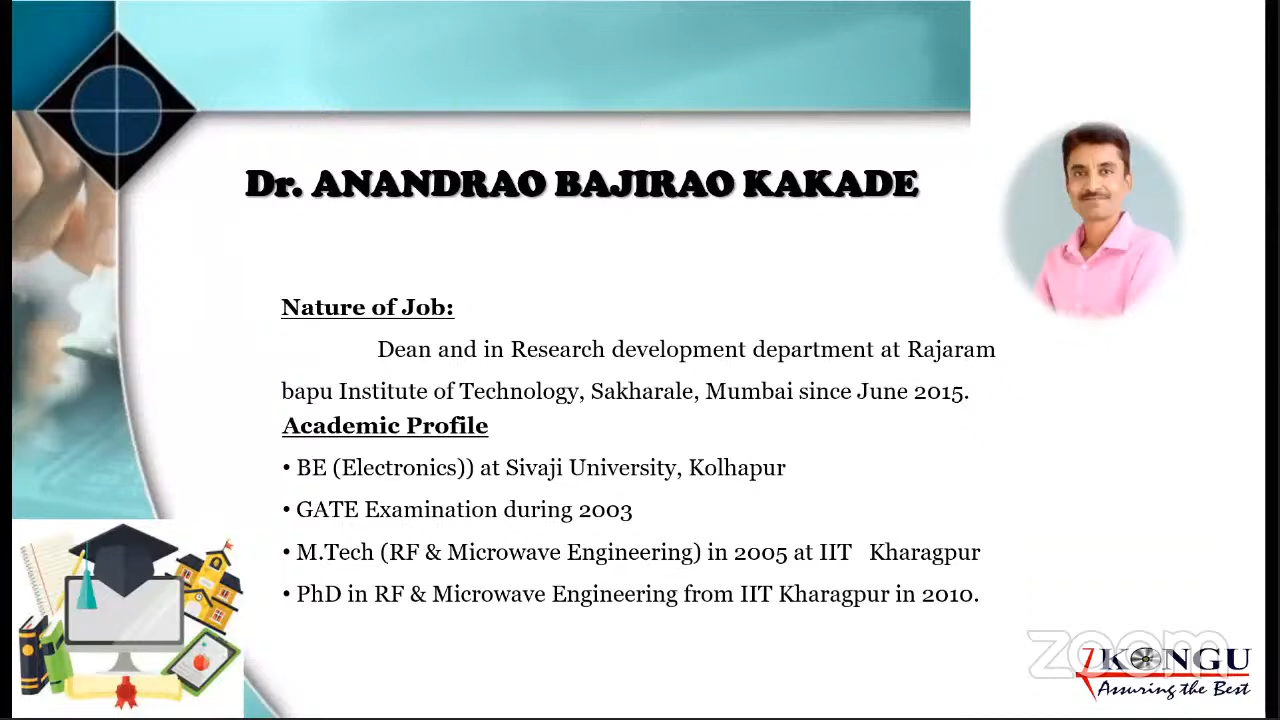 Dr. ANANDRAO BAJIRAO KAKADE
Nature of Job:
Dean and in Research development department at Rajaram
bapu Institute of Technology, Sakharale, Mumbai since June 2015.
Academic Profile
• BE (Electronics)) at Sivaji University, Kolhapur
• GATE Examination during 2003
• M.Tech (RF & Microwave Engineering) in 2005 at IIT Kharagpur
• PhD in RF & Microwave Engineering from IIT Kharagpur in 2010.
zoom
KONGU
Assuring the Best